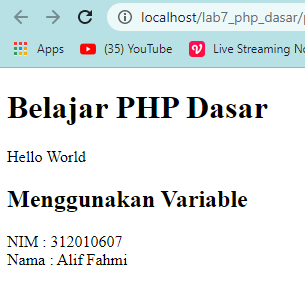 localhost/lab7_php_dasar/
Apps (35) YouTube Live Streaming
Belajar PHP Dasar
Hello World
Menggunakan Variable
NIM : 312010607
Nama : Alif Fahmi